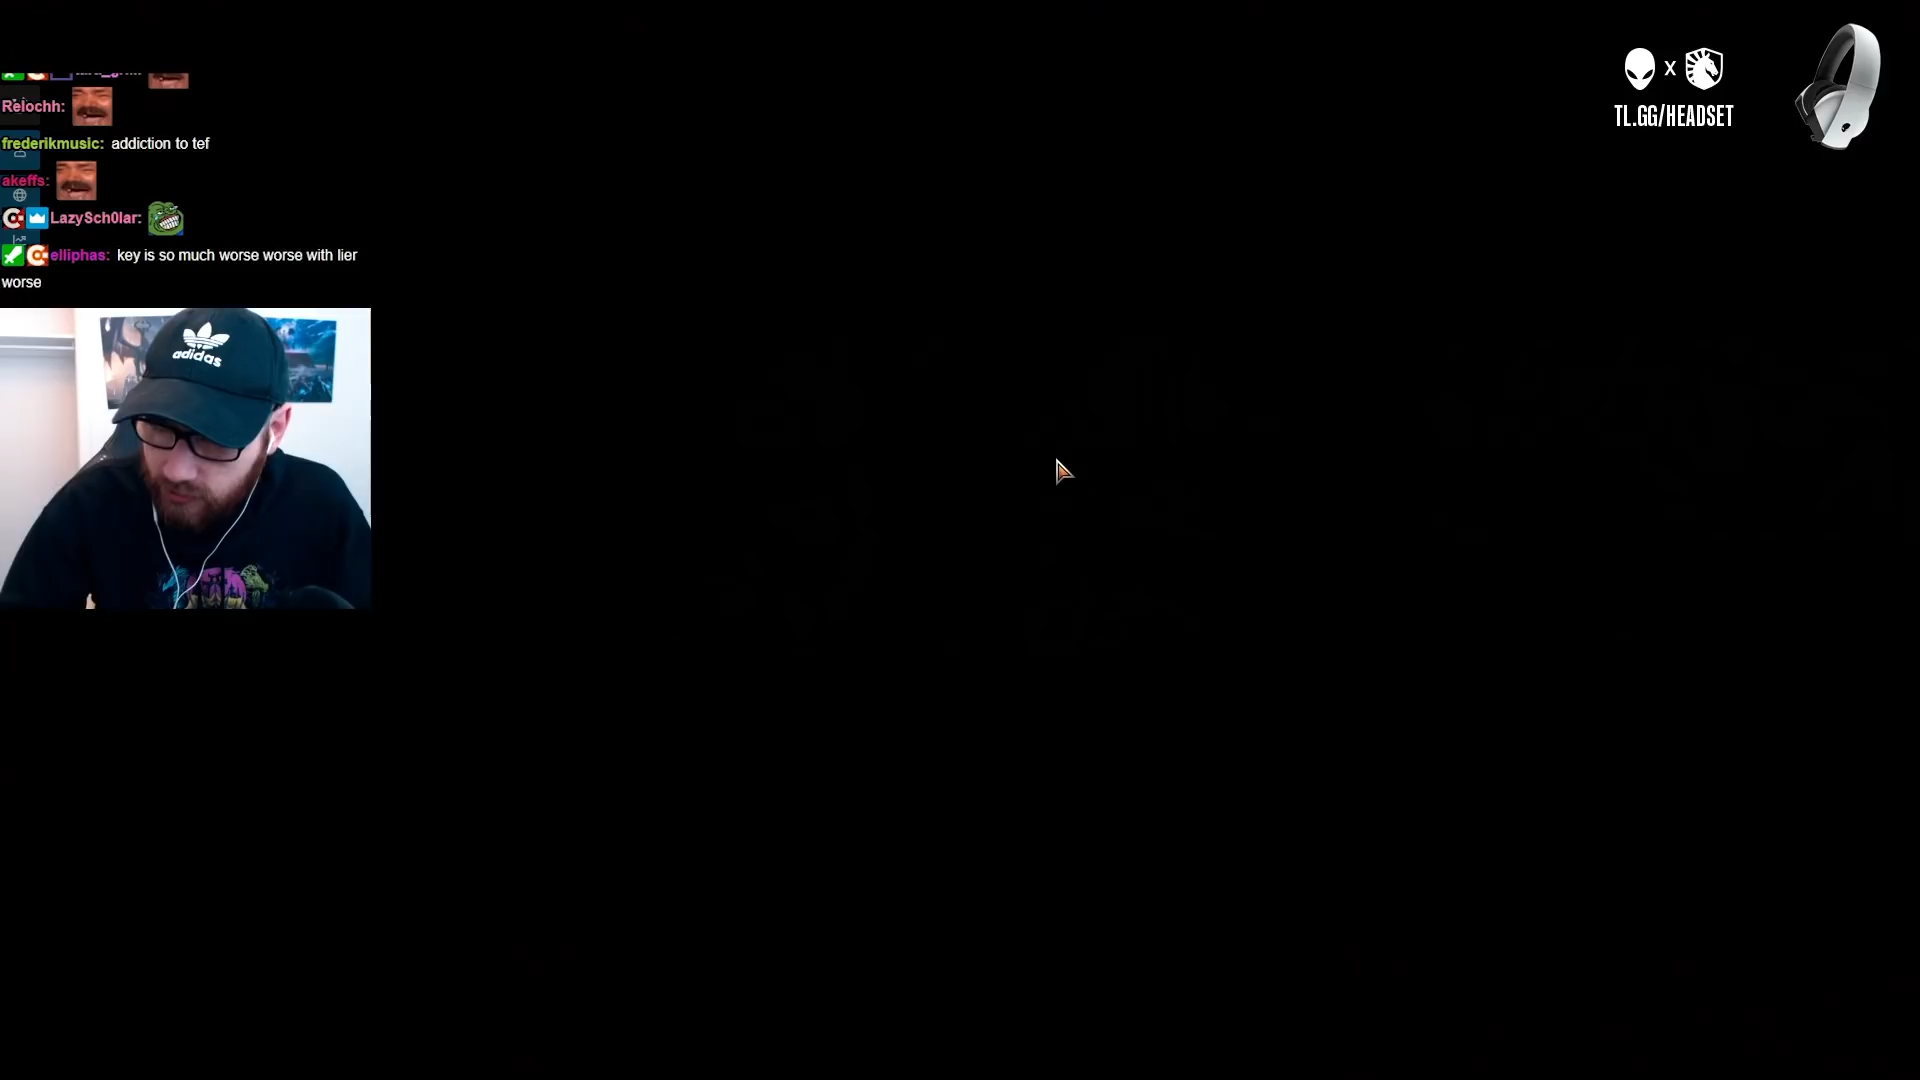 X
TL.GG/HEADSET
Relochh:
frederikmusic: addiction to tef
akeffs:
LazySch0lar:
elliphas: key is so much worse worse with lier
worse
adidas